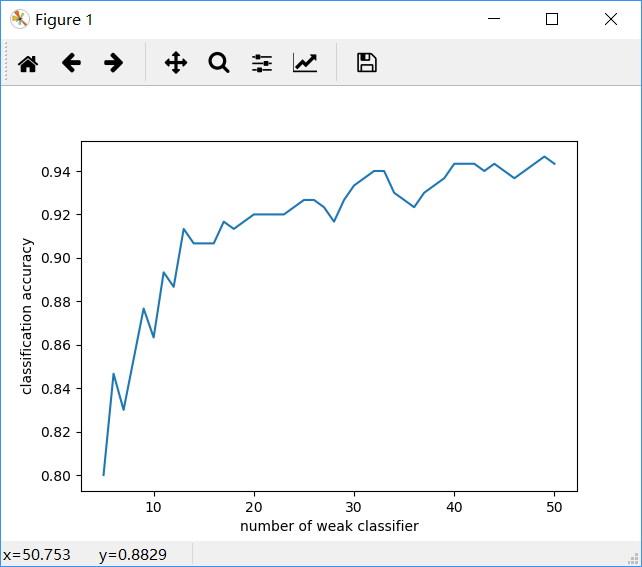 Figure 1
0.94
0.92
0.90
0.88
0.86
0.84
0.82
0.80
classification accuracy
10 20 30 40 50
number of weak classifier
x=50.753 y=0.8829